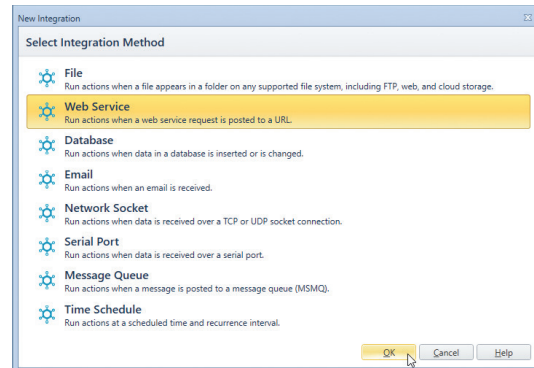 New Integration
Select Integration Method
File
Run actions when a file appears in a folder on any supported file system, including FTP, web, and cloud storage.
Web Service
Run actions when a web service request is posted to a URL.
Database
Run actions when data in a database is inserted or is changed.
Email
Run actions when an email is received.
Network Socket
Run actions when data is received over a TCP or UDP socket connection.
Serial Port
Run actions when data is received over a serial port.
Message Queue
Run actions when a message is posted to a message queue (MSMQ).
Time Schedule
Run actions at a scheduled time and recurrence interval.
OK Cancel Help